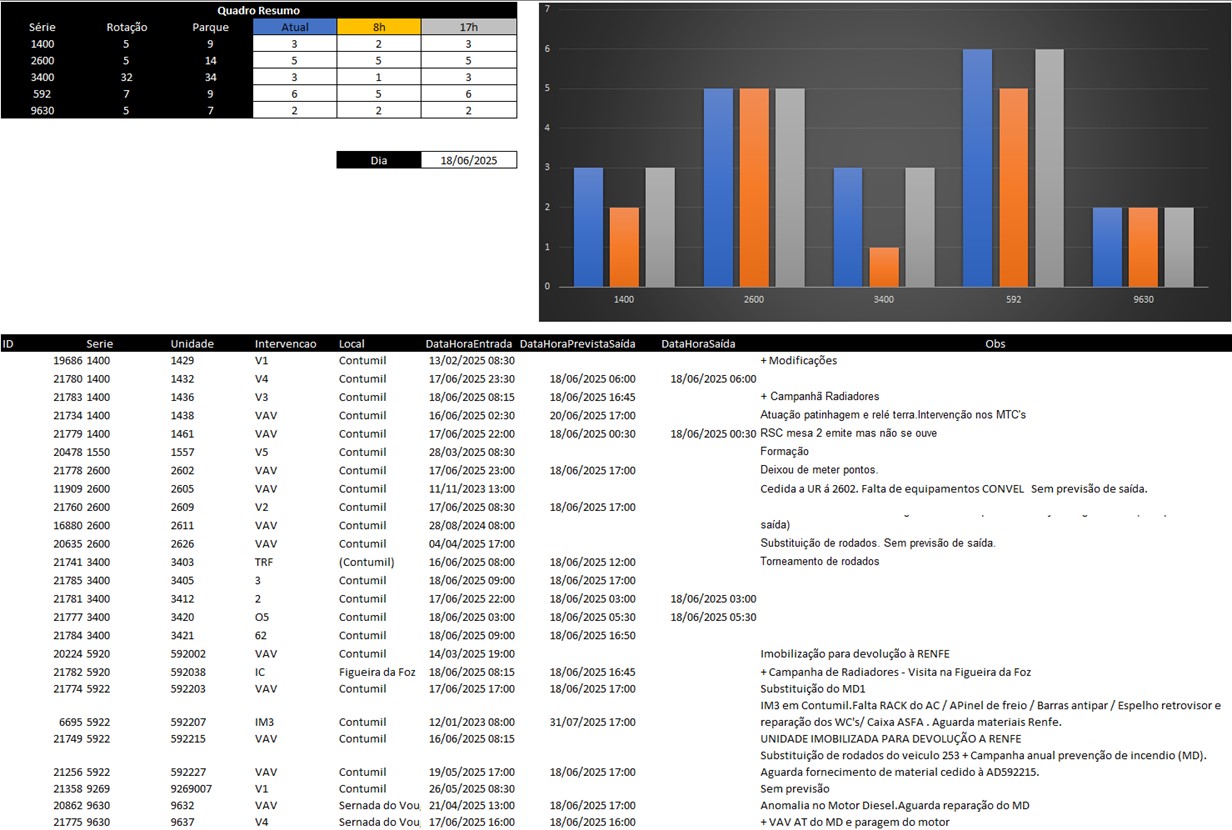 Quadro Resumo
Série Rotação Parque Atual 8h 17h
1400 5 9 3 2 3
2600 5 14 5 5 5
3400 32 34 3 1 3
592 7 9 6 5 6
9630 5 7 2 2 2
Dia 18/06/2025
7
6
5
4
3
2
1
0
1400 2600 3400 592 9630
ID Serie Unidade Intervencao Local DataHoraEntrada DataHoraPrevistaSaída DataHoraSaída Obs
19686 1400 1429 V1 Contumil 13/02/2025 08:30 + Modificações
21780 1400 1432 V4 Contumil 17/06/2025 23:30 18/06/2025 06:00 18/06/2025 06:00
21783 1400 1436 V3 Contumil 18/06/2025 08:15 18/06/2025 16:45 + Campanhã Radiadores
21734 1400 1438 VAV Contumil 16/06/2025 02:30 20/06/2025 17:00 Atuação patinhagem e relé terra.Intervenção nos MTC's
21779 1400 1461 VAV Contumil 17/06/2025 22:00 18/06/2025 00:30 18/06/2025 00:30 RSC mesa 2 emite mas não se ouve
20478 1550 1557 V5 Contumil 28/03/2025 08:30 Formação
21778 2600 2602 VAV Contumil 17/06/2025 23:00 18/06/2025 17:00 Deixou de meter pontos.
11909 2600 2605 VAV Contumil 11/11/2023 13:00 Cedida a UR á 2602. Falta de equipamentos CONVEL Sem previsão de saída.
21760 2600 2609 V2 Contumil 17/06/2025 08:30 18/06/2025 17:00
16880 2600 2611 VAV Contumil 28/08/2024 08:00 saída)
20635 2600 2626 VAV Contumil 04/04/2025 17:00 Substituição de rodados. Sem previsão de saída.
21741 3400 3403 TRF (Contumil) 16/06/2025 08:00 18/06/2025 12:00 Torneamento de rodados
21785 3400 3405 3 Contumil 18/06/2025 09:00 18/06/2025 17:00
21781 3400 3412 2 Contumil 17/06/2025 22:00 18/06/2025 03:00 18/06/2025 03:00
21777 3400 3420 O5 Contumil 18/06/2025 03:00 18/06/2025 05:30 18/06/2025 05:30
21784 3400 3421 62 Contumil 18/06/2025 09:00 18/06/2025 16:50
20224 5920 592002 VAV Contumil 14/03/2025 19:00 Imobilização para devolução à RENFE
21782 5920 592038 IC Figueira da Foz 18/06/2025 08:15 18/06/2025 16:45 + Campanha de Radiadores - Visita na Figueira da Foz
21774 5922 592203 VAV Contumil 17/06/2025 17:00 18/06/2025 17:00 Substituição do MD1
IM3 em Contumil.Falta RACK do AC / APinel de freio / Barras antipar / Espelho retrovisor e
6695 5922 592207 IM3 Contumil 12/01/2023 08:00 31/07/2025 17:00 reparação dos WC's/ Caixa ASFA . Aguarda materiais Renfe.
21749 5922 592215 VAV Contumil 16/06/2025 08:15 UNIDADE IMOBILIZADA PARA DEVOLUÇÃO A RENFE
Substituição de rodados do veiculo 253 + Campanha anual prevenção de incendio (MD).
21256 5922 592227 VAV Contumil 19/05/2025 17:00 18/06/2025 17:00 Aguarda fornecimento de material cedido à AD592215.
21358 9269 9269007 V1 Contumil 26/05/2025 08:30 Sem previsão
20862 9630 9632 VAV Sernada do Vou 21/04/2025 13:00 18/06/2025 17:00 Anomalia no Motor Diesel.Aguarda reparação do MD
21775 9630 9637 V4 Sernada do Vou 17/06/2025 16:00 18/06/2025 16:00 + VAV AT do MD e paragem do motor